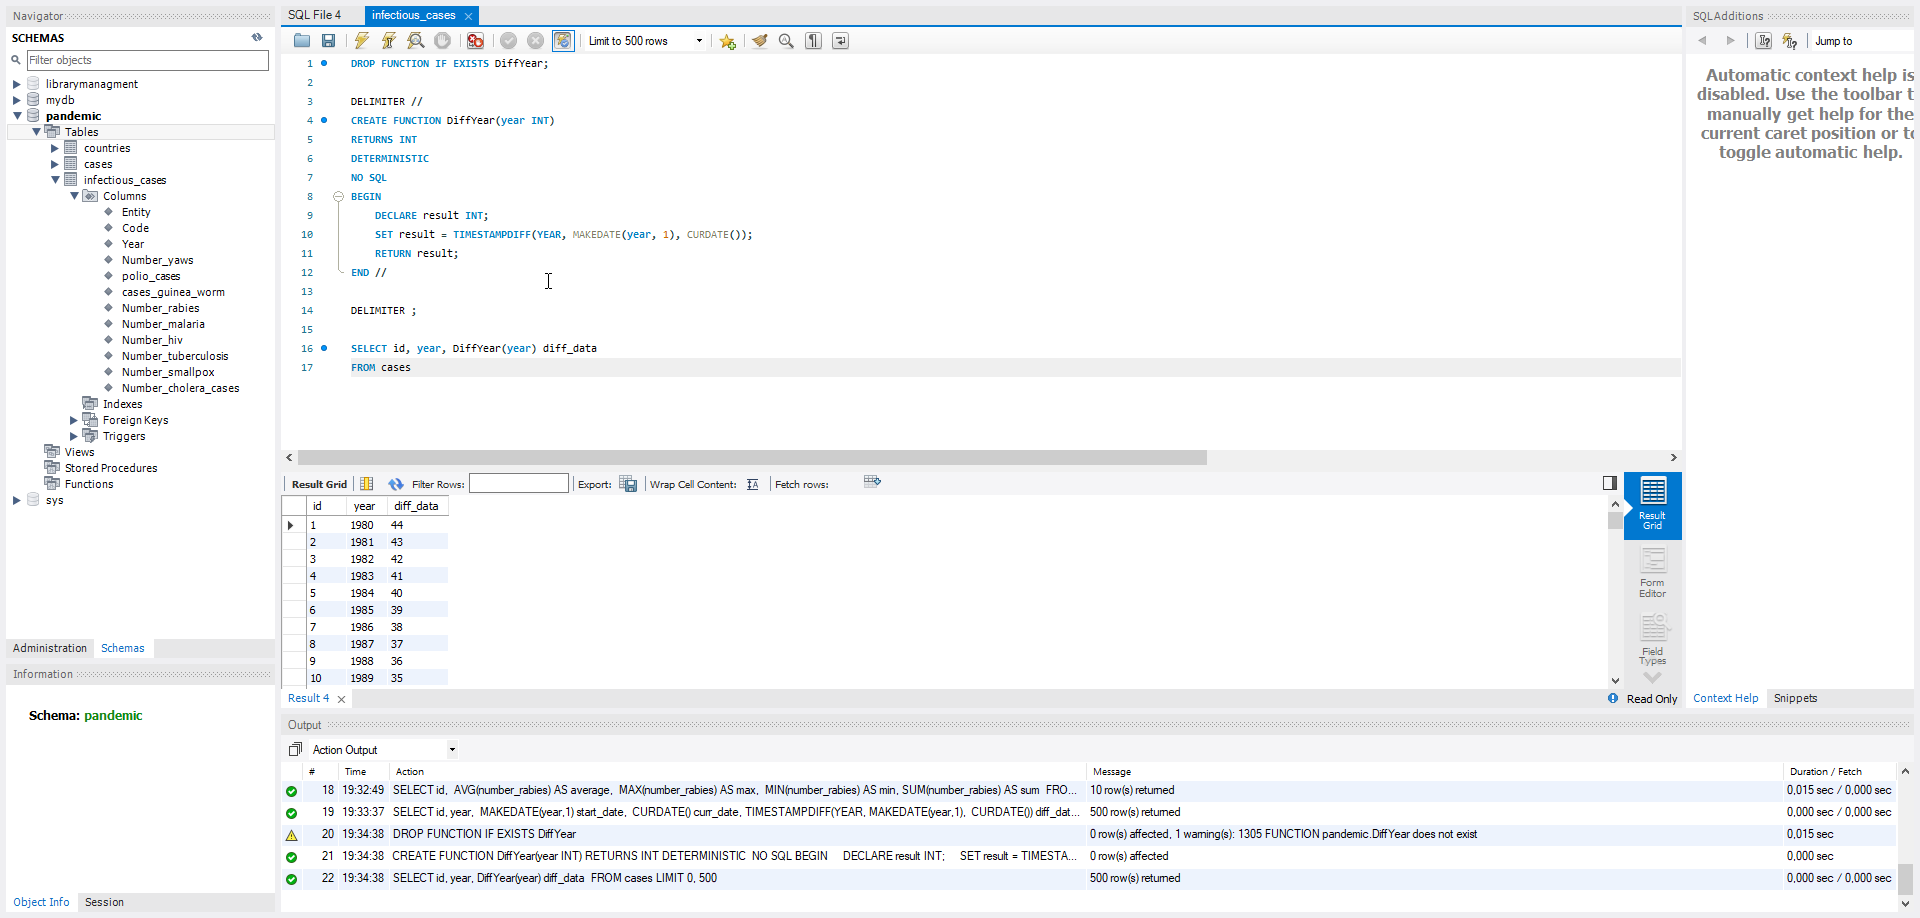 Navigator
SCHEMAS
Filter objects
librarymanagment
mydb
pandemic
Tables
countries
cases
infectious_cases
Columns
Entity
Code
Year
Number_yaws
polio_cases
cases_guinea_worm
Number_rabies
Number_malaria
Number_hiv
Number_tuberculosis
Number_smallpox
Number_cholera_cases
Indexes
Foreign Keys
Triggers
Views
Stored Procedures
Functions
sys
Administration Schemas
Information
Schema: pandemic
Object Info Session
SQL File 4 infectious_cases
Limit to 500 rows
1 DROP FUNCTION IF EXISTS DiffYear;
2
3 DELIMITER //
4 CREATE FUNCTION DiffYear(year INT)
5 RETURNS INT
6 DETERMINISTIC
7 NO SQL
8 BEGIN
9 DECLARE result INT;
10 SET result = TIMESTAMPDIFF(YEAR, MAKEDATE(year, 1), CURDATE());
11 RETURN result;
12 END //
13
14 DELIMITER ;
15
16 SELECT id, year, DiffYear(year) diff_data
17 FROM cases
Result Grid Filter Rows: Export: Wrap Cell Content: Fetch rows:
id year diff_data
1 1980 44
2 1981 43
3 1982 42
4 1983 41
5 1984 40
6 1985 39
7 1986 38
8 1987 37
9 1988 36
10 1989 35
Result Grid
Form Editor
Field Types
Result 4
Read Only
Output
Action Output
# Time Action Message Duration / Fetch
18 19:32:49 SELECT id, AVG(number_rabies) AS average, MAX(number_rabies) AS max, MIN(number_rabies) AS min, SUM(number_rabies) AS sum FRO... 10 row(s) returned 0,015 sec / 0,000 sec
19 19:33:37 SELECT id, year, MAKEDATE(year,1) start_date, CURDATE() curr_date, TIMESTAMPDIFF(YEAR, MAKEDATE(year,1), CURDATE()) diff_dat... 500 row(s) returned 0,000 sec / 0,000 sec
20 19:34:38 DROP FUNCTION IF EXISTS DiffYear 0 row(s) affected, 1 warning(s): 1305 FUNCTION pandemic.DiffYear does not exist 0,015 sec
21 19:34:38 CREATE FUNCTION DiffYear(year INT) RETURNS INT DETERMINISTIC NO SQL BEGIN DECLARE result INT; SET result = TIMESTA... 0 row(s) affected 0,000 sec
22 19:34:38 SELECT id, year, DiffYear(year) diff_data FROM cases LIMIT 0, 500 500 row(s) returned 0,000 sec / 0,000 sec
SQLAdditions
Jump to
Automatic context help is
disabled. Use the toolbar t
manually get help for the
current caret position or to
toggle automatic help.
Context Help Snippets